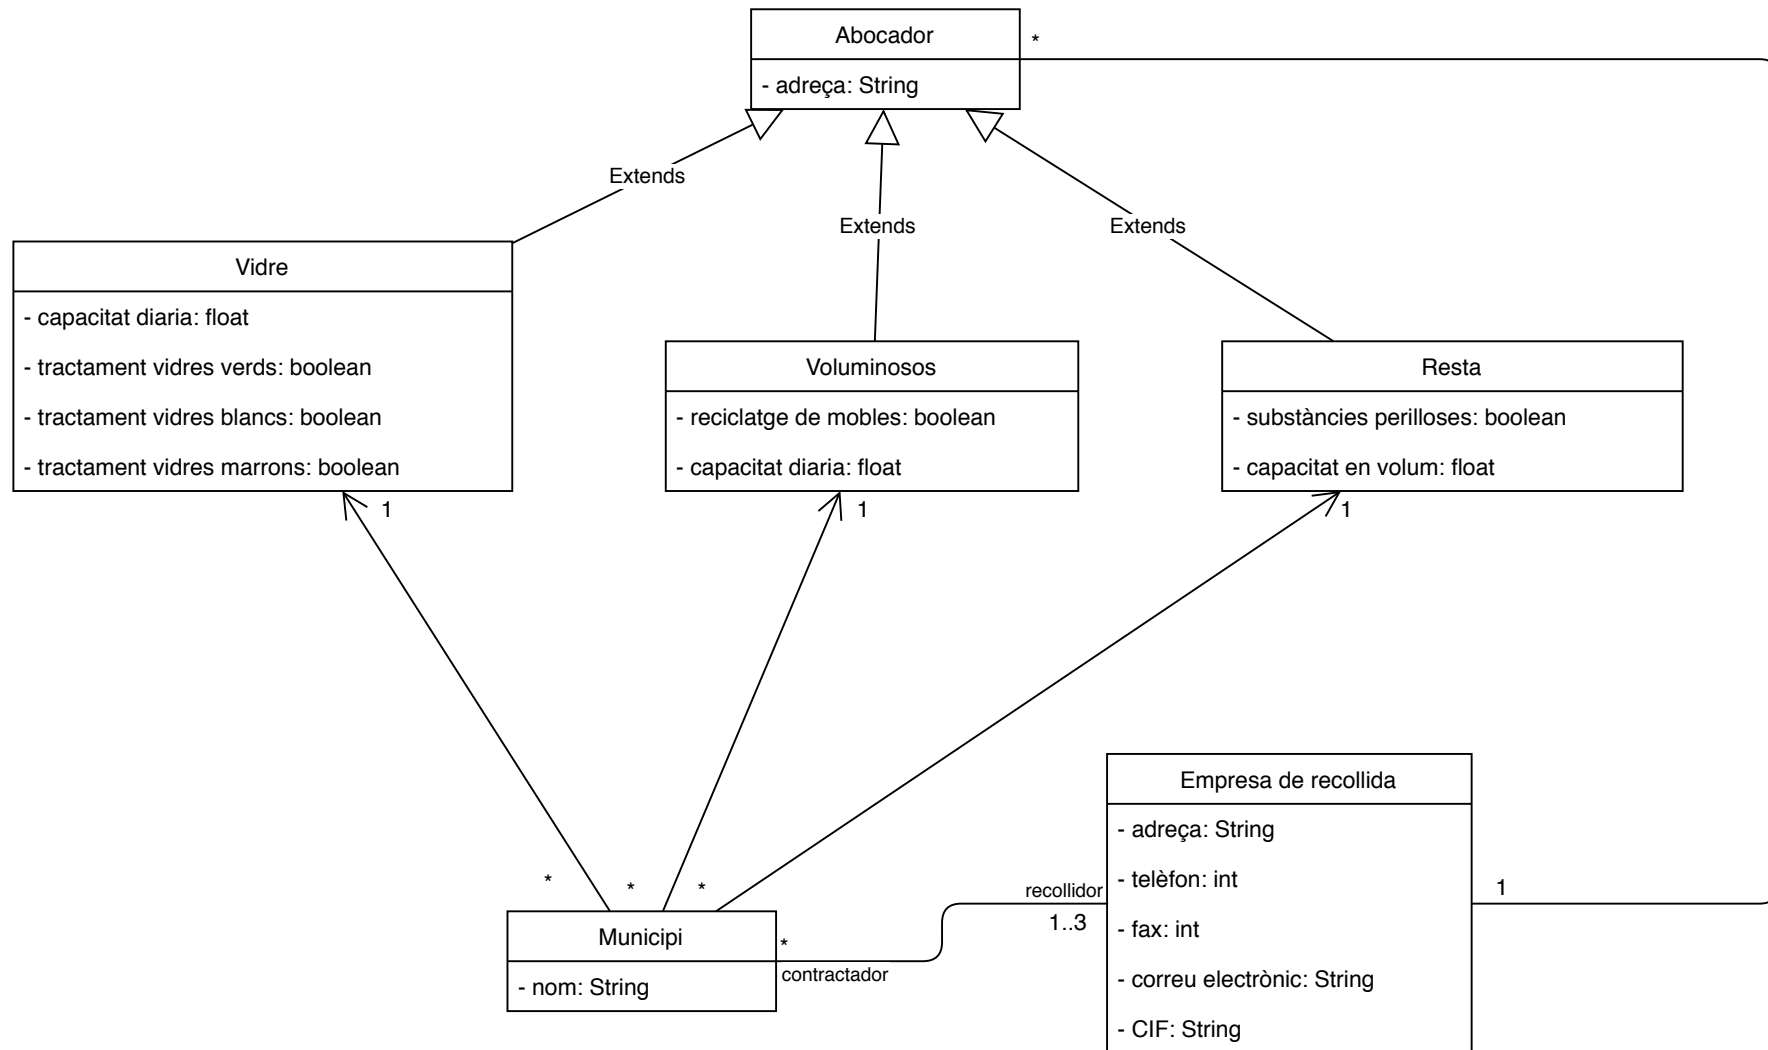 Abocador
*
- adreça: String
Extends
Extends
Extends
Vidre
- capacitat diaria: float
- tractament vidres verds: boolean
- tractament vidres blancs: boolean
- tractament vidres marrons: boolean
Voluminosos
- reciclatge de mobles: boolean
- capacitat diaria: float
Resta
- substàncies perilloses: boolean
- capacitat en volum: float
1
1
1
*
*
*
Municipi
- nom: String
*
contractador
recollidor
1..3
Empresa de recollida
- adreça: String
- telèfon: int
- fax: int
- correu electrònic: String
- CIF: String
1